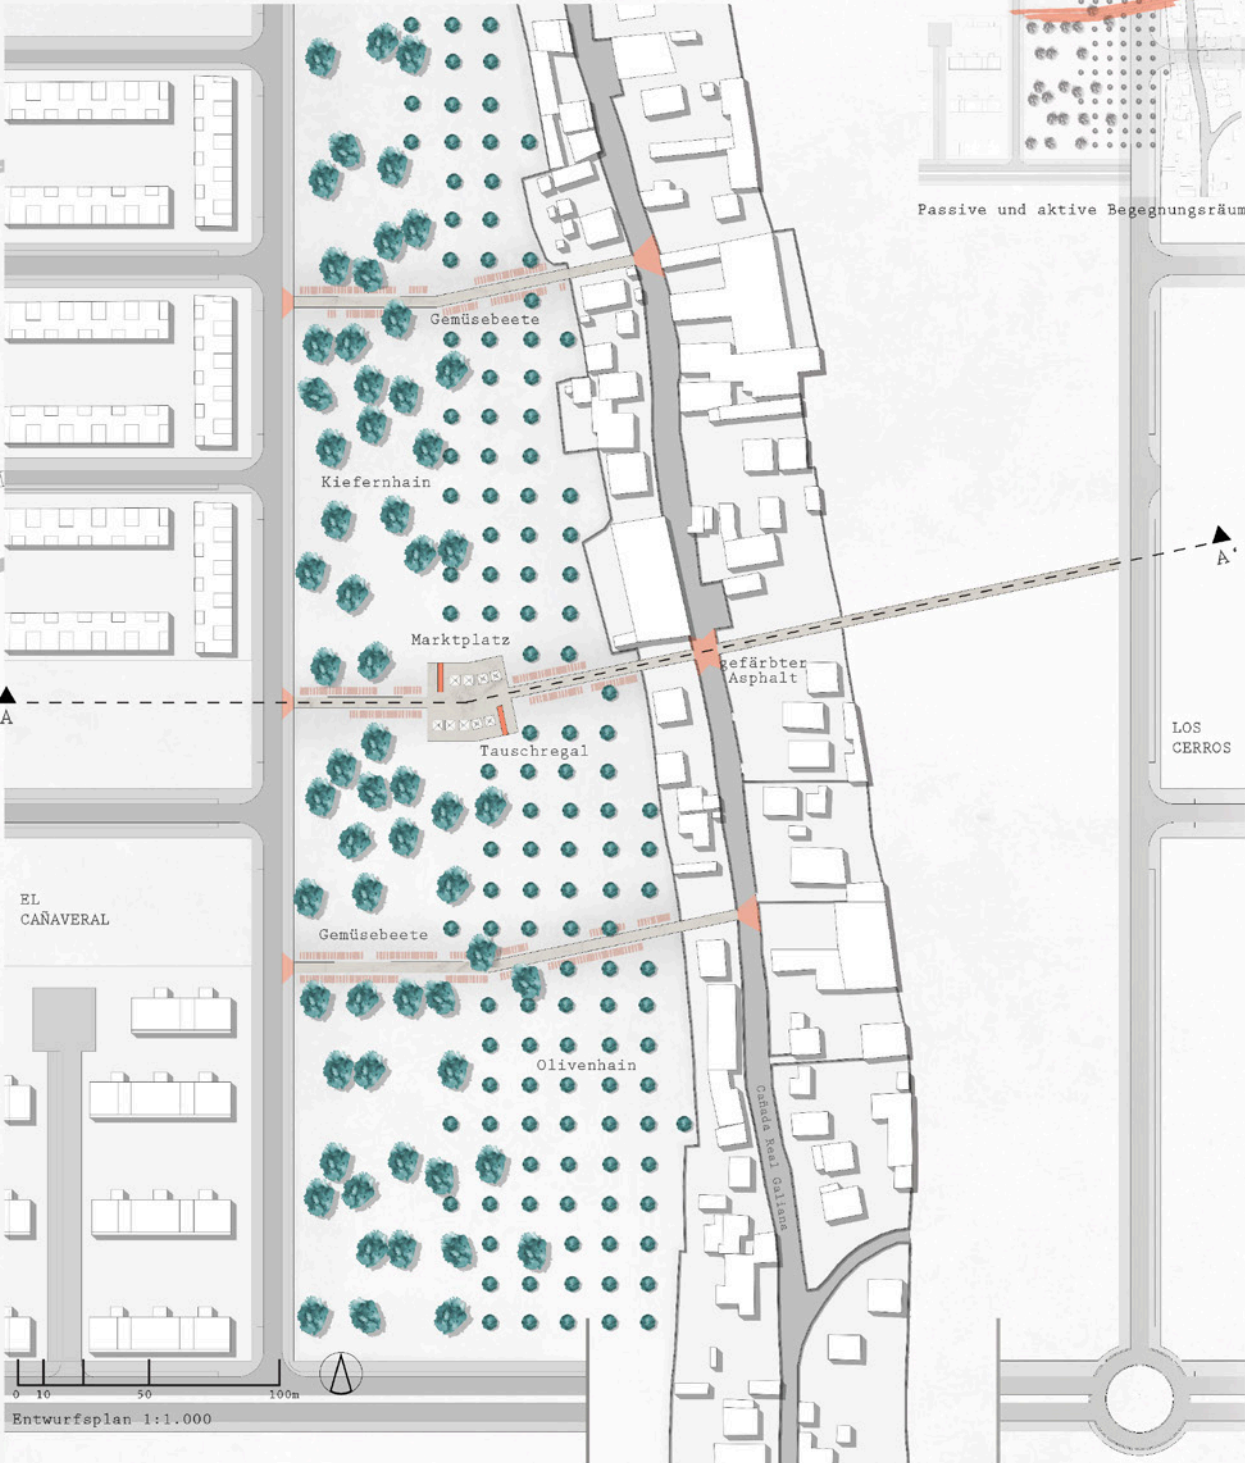 Passive und aktive Begegnungsräum
Gemüsebeete
Kiefernhain
A'
Marktplatz
gefärbter
Asphalt
A
Tauschregal
LOS
CERROS
EL
CAÑAVERAL
Gemüsebeete
Olivenhain
Cañada Real Galiana
0 10 50 100m
Entwurfsplan 1:1.000